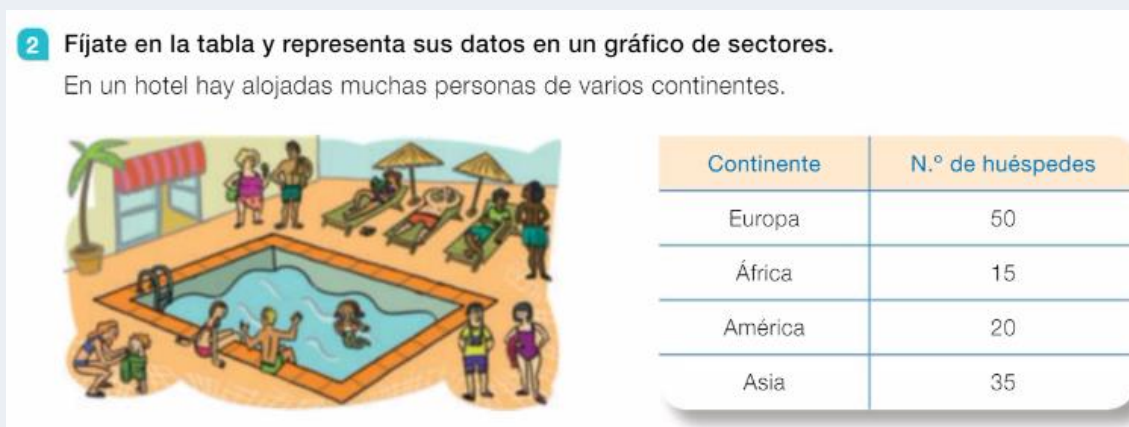 2 Fíjate en la tabla y representa sus datos en un gráfico de sectores.
En un hotel hay alojadas muchas personas de varios continentes.
Continente N.º de huéspedes
Europa 50
África 15
América 20
Asia 35